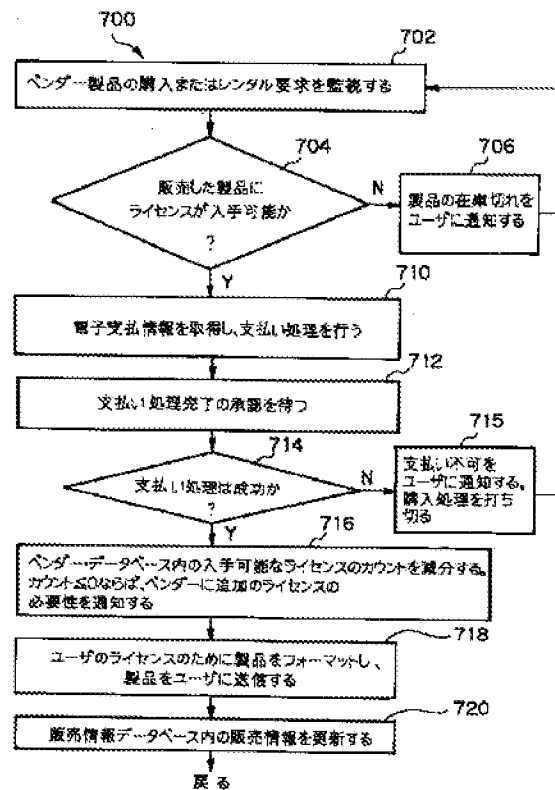 700
702
ベンダー製品の購入またはレンタル要求を監視する
704
販売した製品に
ライセンスが入手可能か
?
N
706
製品の在庫切れを
ユーザに通知する
Y
710
電子支払情報を取得し、支払い処理を行う
712
支払い処理完了の承認を待つ
714
支払い処理は成功か
?
N
715
支払い不可を
ユーザに通知する。
購入処理を打ち
切る
Y
716
ベンダー・データベース内の入手可能なライセンスのカウントを減分する。
カウント≤0ならば、ベンダーに追加のライセンスの
必要性を通知する
718
ユーザのライセンスのために製品をフォーマットし、
製品をユーザに送信する
720
販売情報データベース内の販売情報を更新する
戻る